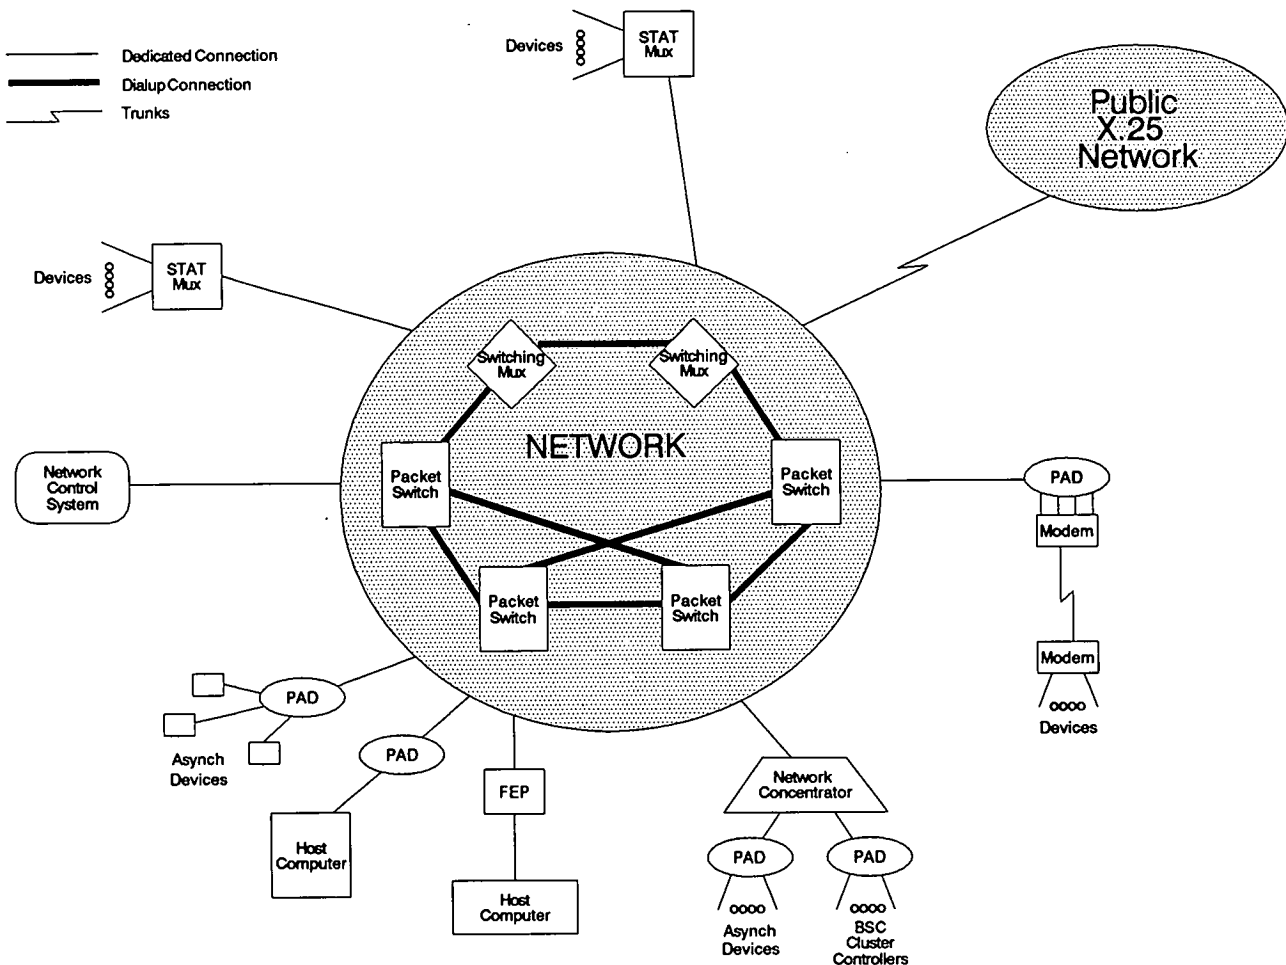 Devices
STAT
Mux
Dedicated Connection
Dialup Connection
Trunks
Public
X.25
Network
Devices
STAT
Mux
Switching
Mux
Switching
Mux
NETWORK
Network
Control
System
Packet
Switch
Packet
Switch
PAD
Modem
Packet
Switch
Packet
Switch
Modem
Devices
PAD
Asynch
Devices
PAD
FEP
Network
Concentrator
Host
Computer
Host
Computer
PAD
PAD
Asynch
Devices
BSC
Cluster
Controllers